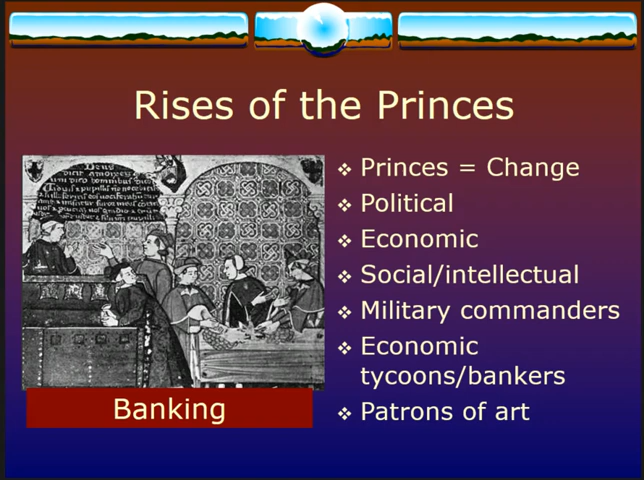 Rises of the Princes
Princes = Change
Political
Economic
Social/intellectual
Military commanders
Economic
tycoons/bankers
Patrons of art
Banking